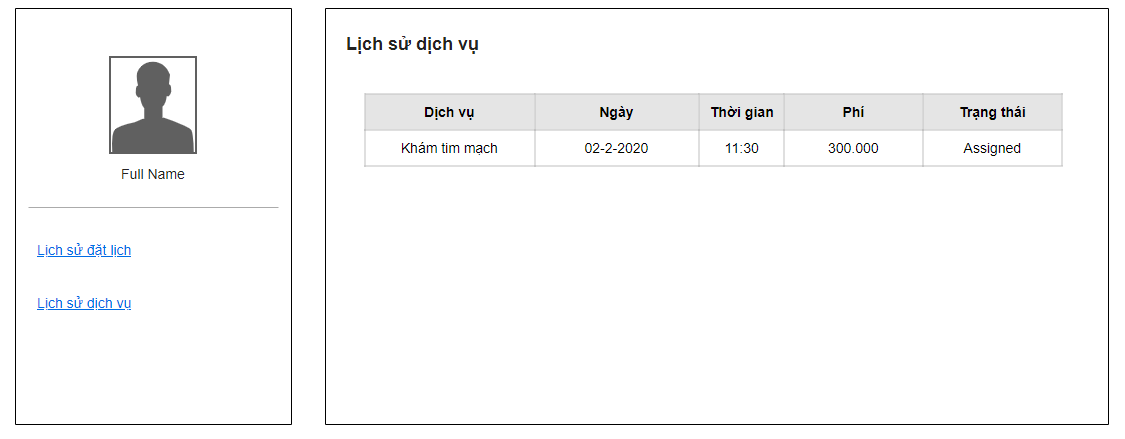 Full Name
Lịch sử đặt lịch
Lịch sử dịch vụ
Lịch sử dịch vụ
Dịch vụ Ngày Thời gian Phí Trạng thái
Khám tim mạch 02-2-2020 11:30 300.000 Assigned